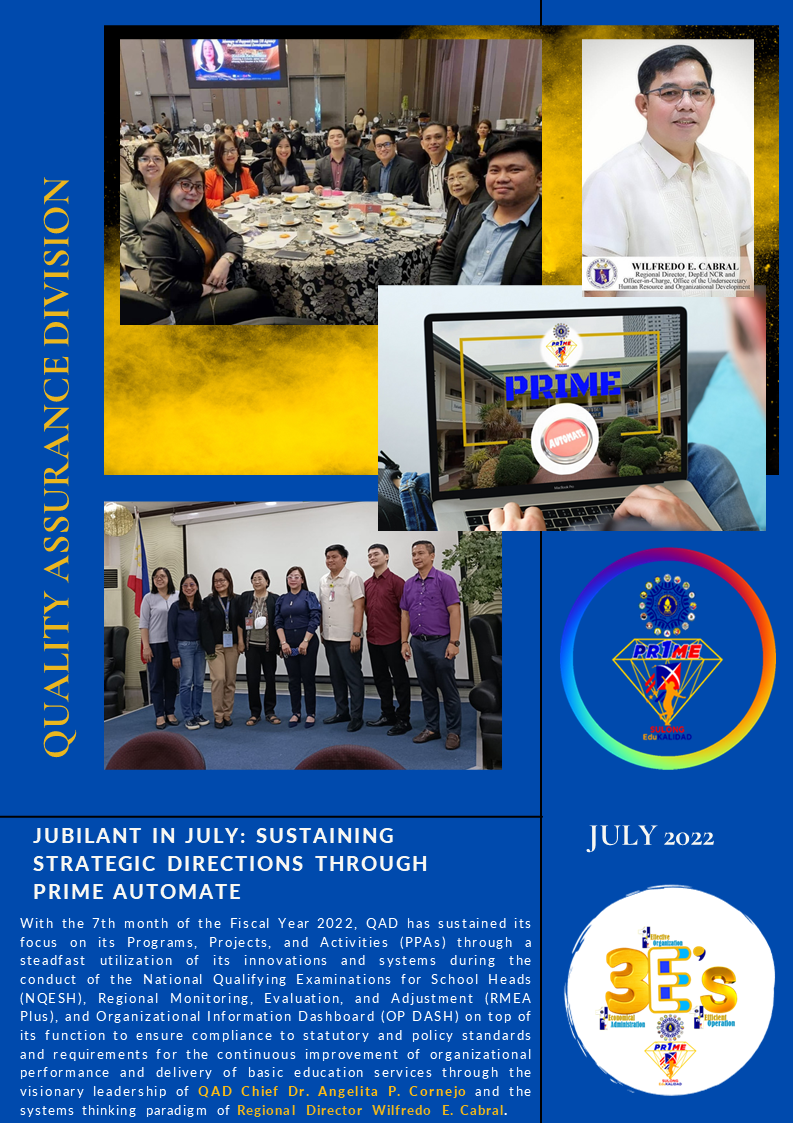 QUALITY ASSURANCE DIVISION
WILFREDO E. CABRAL
Regional Director, DepEd NCR and
Officer-in-Charge, Office of the Undersecretary
Human Resource and Organizational Development
PR1ME
PRIME
AUTOMATE
MacBook Pro
PR1ME
SULONG
EduKALIDAD
JULY 2022
JUBILANT IN JULY: SUSTAINING
STRATEGIC DIRECTIONS THROUGH
PRIME AUTOMATE
With the 7th month of the Fiscal Year 2022, QAD has sustained its
focus on its Programs, Projects, and Activities (PPAs) through a
steadfast utilization of its innovations and systems during the
conduct of the National Qualifying Examinations for School Heads
(NQESH), Regional Monitoring, Evaluation, and Adjustment (RMEA
Plus), and Organizational Information Dashboard (OP DASH) on top of
its function to ensure compliance to statutory and policy standards
and requirements for the continuous improvement of organizational
performance and delivery of basic education services through the
visionary leadership of QAD Chief Dr. Angelita P. Cornejo and the
systems thinking paradigm of Regional Director Wilfredo E. Cabral.
Effective
Organization
3E's
Economical
Administration
Efficient
Operation
PR1ME
SULONG
EduKALIDAD